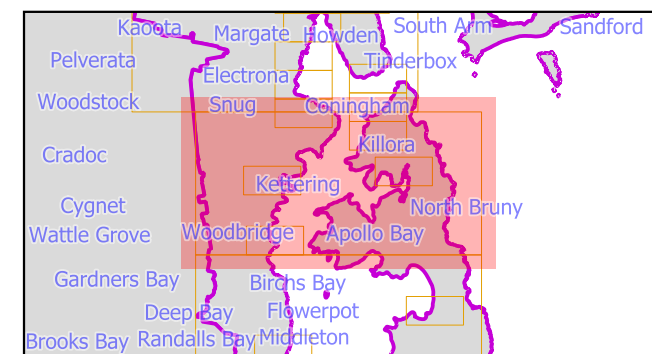 Kaoota
Margate
Howden
South Arm
Sandford
Pelverata
Electrona
Tinderbox
Woodstock
Snug
Coningham
Cradoc
Killora
Kettering
Cygnet
North Bruny
Wattle Grove
Woodbridge
Apollo Bay
Gardners Bay
Birchs Bay
Deep Bay
Flowerpot
Brooks Bay
Randalls Bay
Middleton